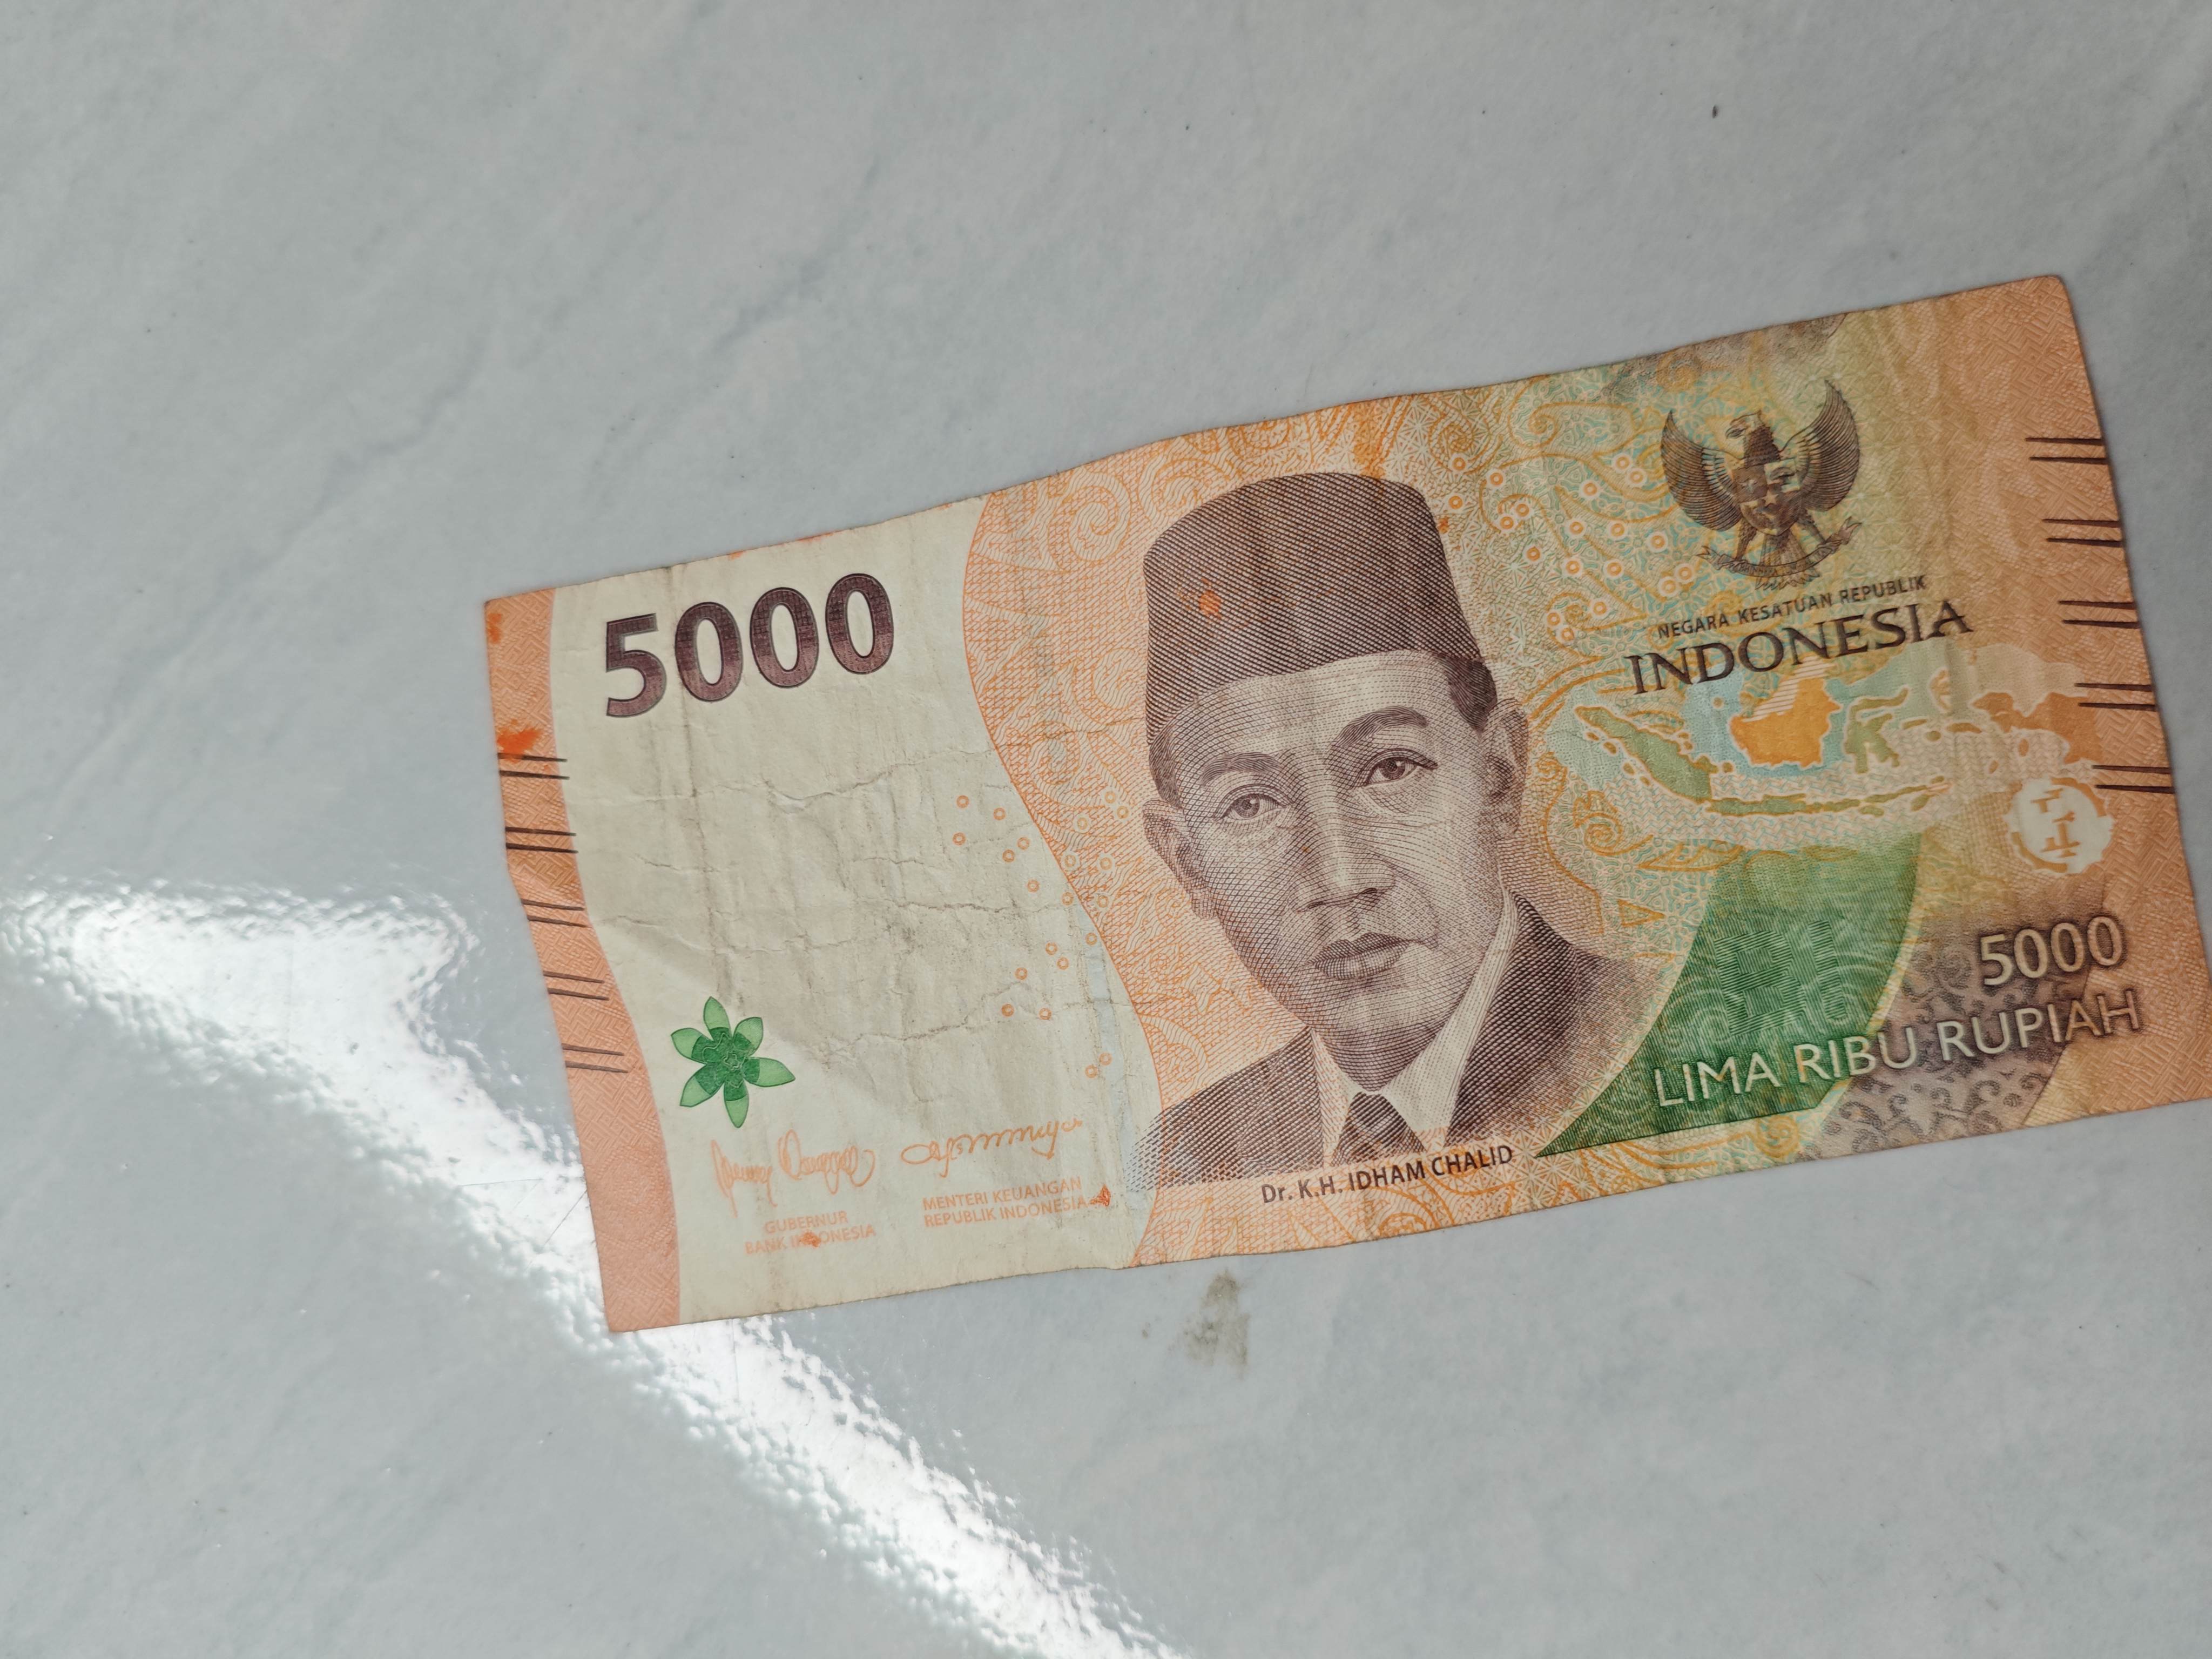 5000
NEGARA KESATUAN REPUBLIK
INDONESIA
5000
LIMA RIBU RUPIAH
GUBERNUR
BANK INDONESIA
MENTERI KEUANGAN
REPUBLIK INDONESIA
Dr. K.H. IDHAM CHALID